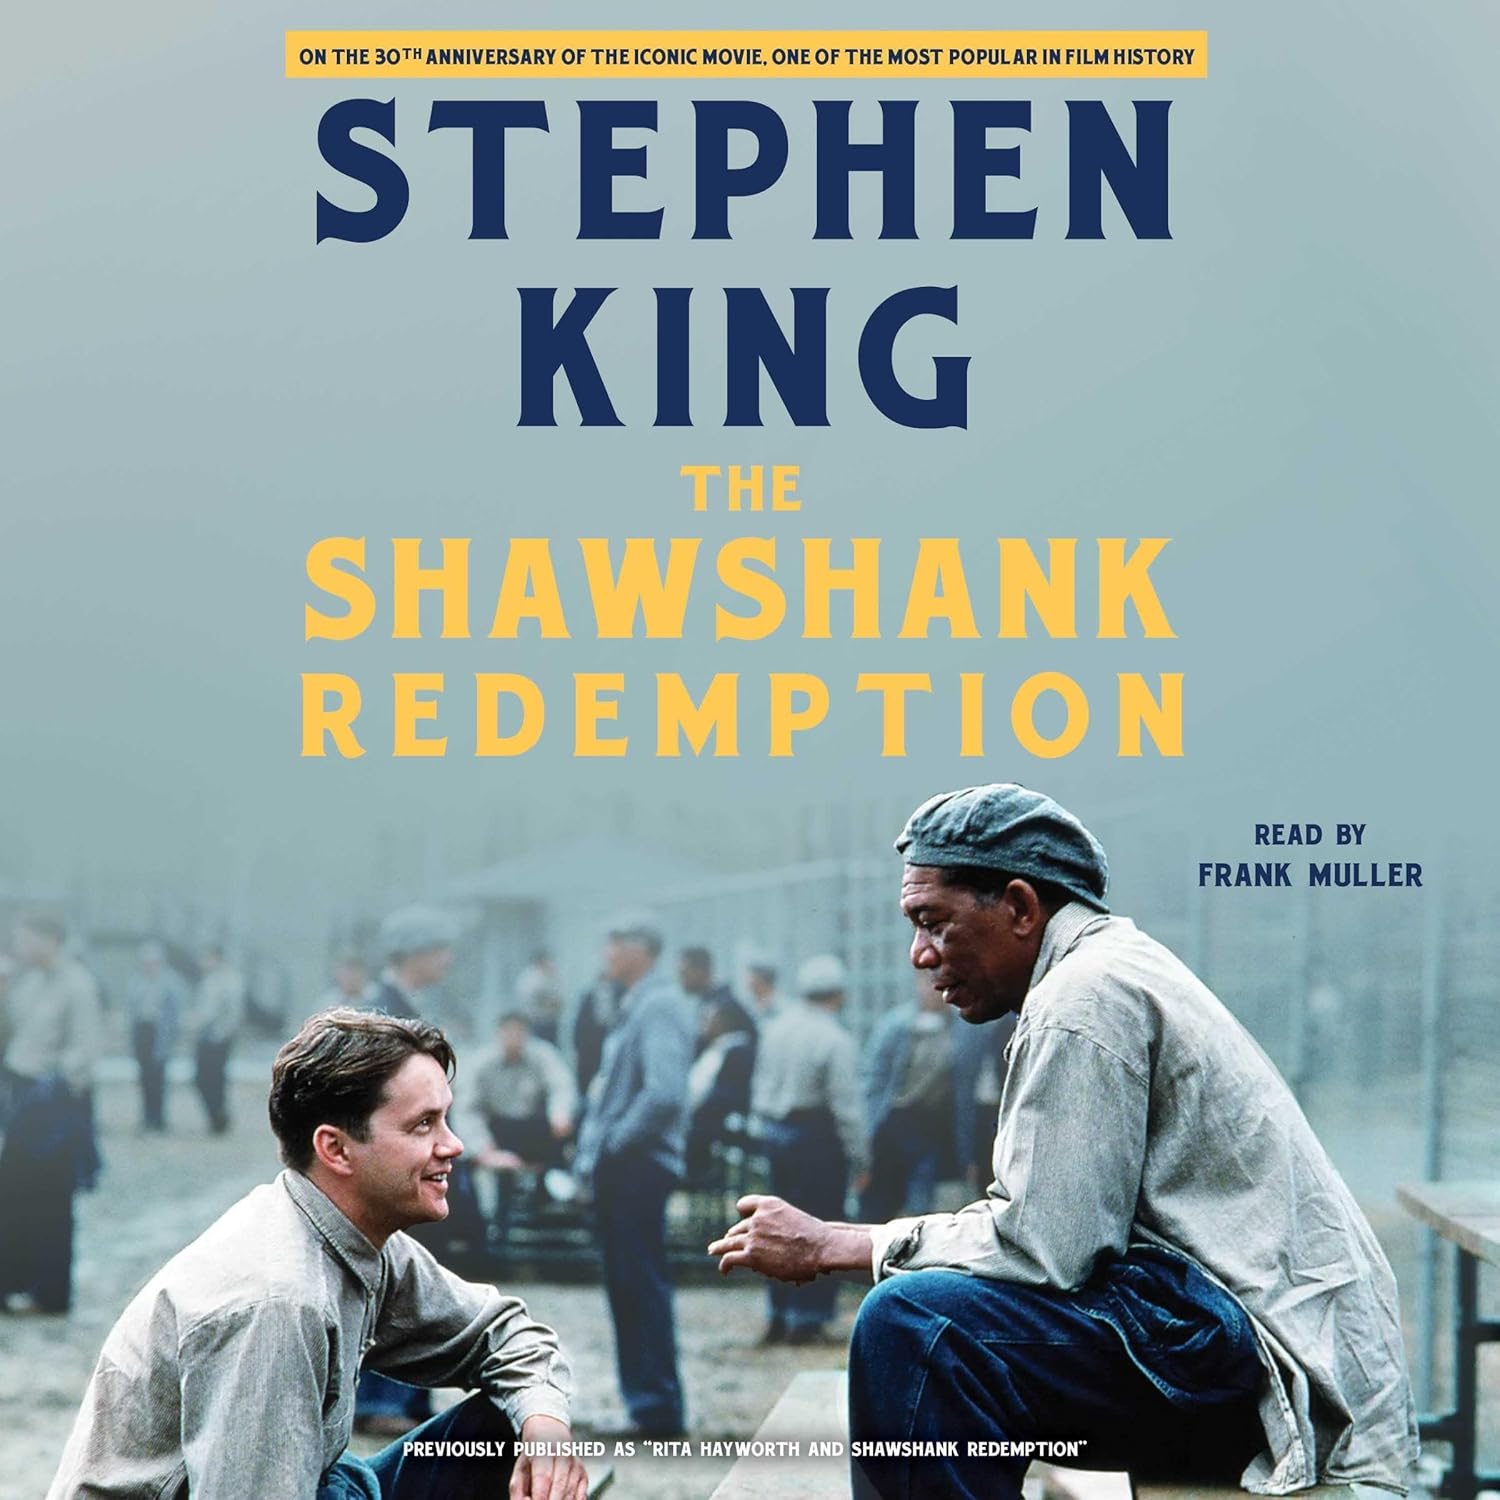 ON THE 30TH ANNIVERSARY OF THE ICONIC MOVIE, ONE OF THE MOST POPULAR IN FILM HISTORY
STEPHEN
KING
THE
SHAWSHANK
REDEMPTION
READ BY
FRANK MULLER
PREVIOUSLY PUBLISHED AS “RITA HAYWORTH AND SHAWSHANK REDEMPTION”